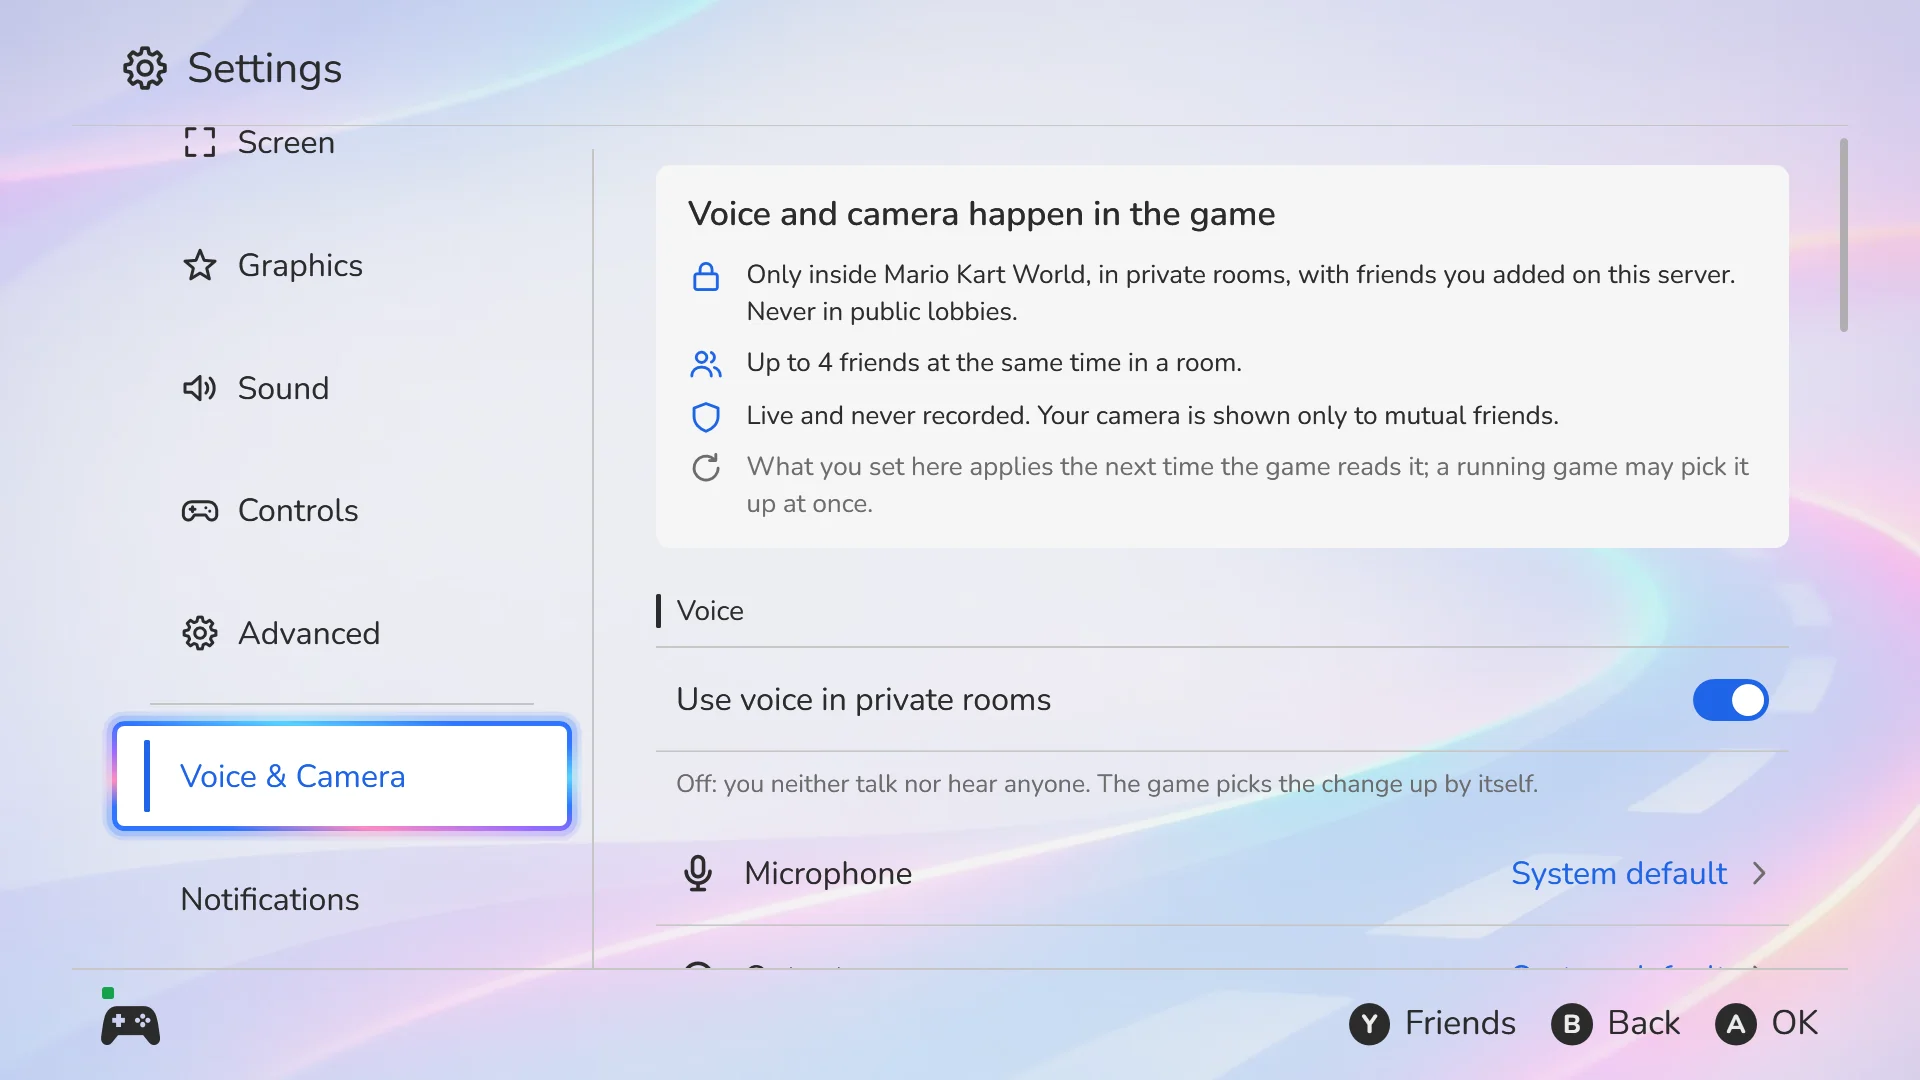 Settings
Screen
Graphics
Sound
Controls
Advanced
Voice & Camera
Notifications
Voice and camera happen in the game
Only inside Mario Kart World, in private rooms, with friends you added on this server.
Never in public lobbies.
Up to 4 friends at the same time in a room.
Live and never recorded. Your camera is shown only to mutual friends.
What you set here applies the next time the game reads it; a running game may pick it
up at once.
Voice
Use voice in private rooms
Off: you neither talk nor hear anyone. The game picks the change up by itself.
Microphone
System default
Y Friends
B Back
A OK